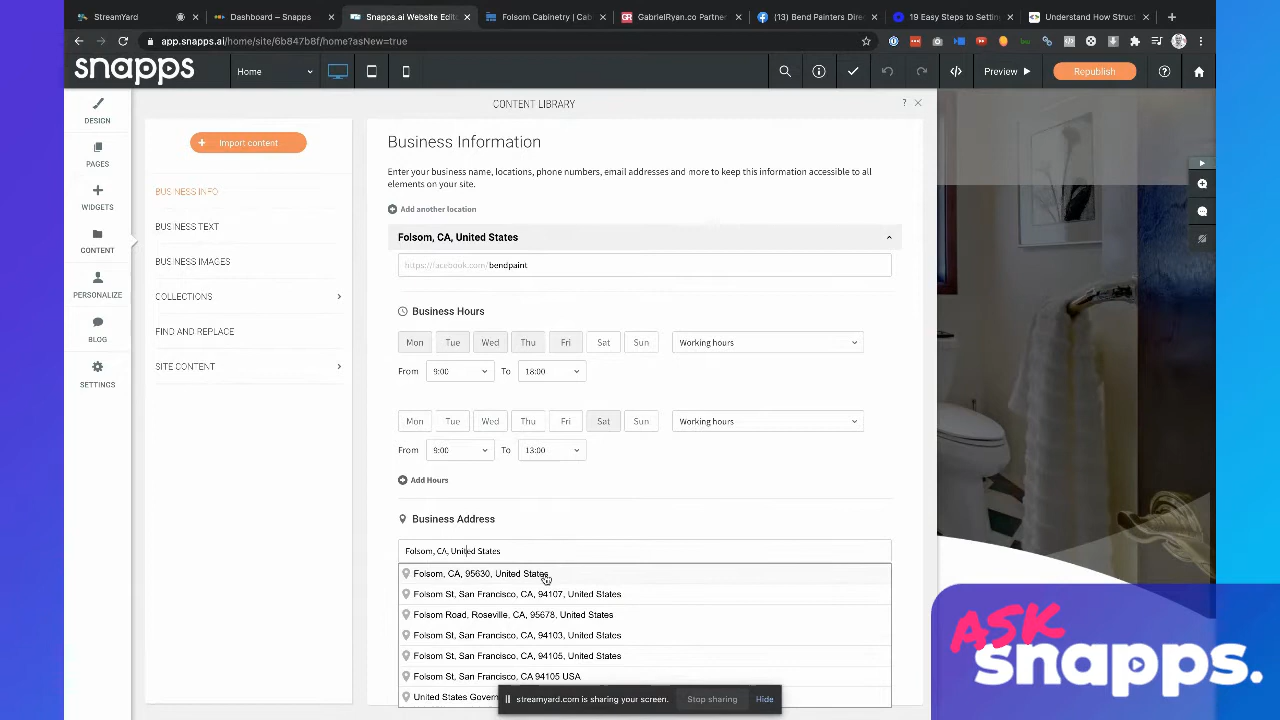 StreamYard
Dashboard – Snapps
Snapps.ai Website Edito
Folsom Cabinetry | Cab
GabrielRyan.co Partner
(13) Bend Painters Dire
19 Easy Steps to Settin
Understand How Struct
app.snapps.ai/home/site/6b847b8f/home?asNew=true
snapps
Home
Preview
Republish
DESIGN
PAGES
WIDGETS
CONTENT
PERSONALIZE
BLOG
SETTINGS
CONTENT LIBRARY
?
Import content
BUSINESS INFO
BUSINESS TEXT
BUSINESS IMAGES
COLLECTIONS
FIND AND REPLACE
SITE CONTENT
Business Information
Enter your business name, locations, phone numbers, email addresses and more to keep this information accessible to all
elements on your site.
Add another location
Folsom, CA, United States
https://facebook.com/bendpaint
Business Hours
Mon Tue Wed Thu Fri Sat Sun Working hours
From 9:00 To 18:00
Mon Tue Wed Thu Fri Sat Sun Working hours
From 9:00 To 13:00
Add Hours
Business Address
Folsom, CA, United States
Folsom, CA, 95630, United States
Folsom St, San Francisco, CA, 94107, United States
Folsom Road, Roseville, CA, 95678, United States
Folsom St, San Francisco, CA, 94103, United States
Folsom St, San Francisco, CA, 94105, United States
Folsom St, San Francisco, CA 94105 USA
United States Govern
streamyard.com is sharing your screen.
Stop sharing
Hide
ASK
snapps.